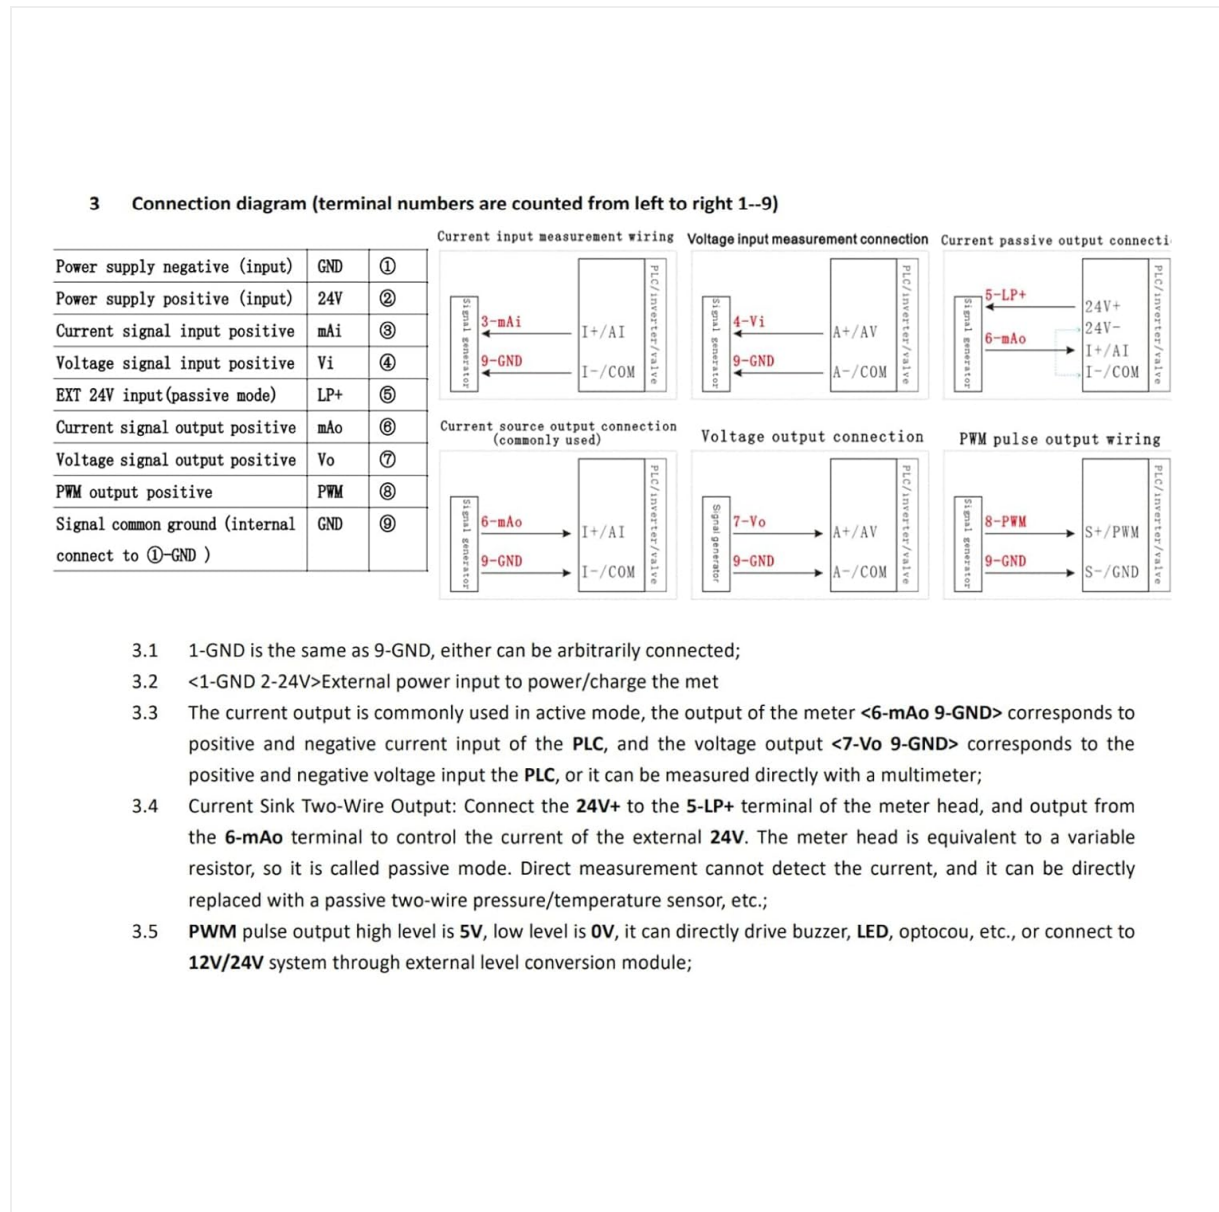 3 Connection diagram (terminal numbers are counted from left to right 1--9)
Power supply negative (input) GND ①
Power supply positive (input) 24V ②
Current signal input positive mAi ③
Voltage signal input positive Vi ④
EXT 24V input(passive mode) LP+ ⑤
Current signal output positive mAo ⑥
Voltage signal output positive Vo ⑦
PWM output positive PWM ⑧
Signal common ground (internal GND ⑨
connect to ①-GND )
Current input measurement wiring
Signal generator
3-mAi
9-GND
I+/AI
I-/COM
PLC/inverter/valve
Voltage input measurement connection
Signal generator
4-Vi
9-GND
A+/AV
A-/COM
PLC/inverter/valve
Current passive output connecti
Signal generator
5-LP+
6-mAo
24V+
24V-
I+/AI
I-/COM
PLC/inverter/valve
Current source output connection
(commonly used)
Signal generator
6-mAo
9-GND
I+/AI
I-/COM
PLC/inverter/valve
Voltage output connection
Signal generator
7-Vo
9-GND
A+/AV
A-/COM
PLC/inverter/valve
PWM pulse output wiring
Signal generator
8-PWM
9-GND
S+/PWM
S-/GND
PLC/inverter/valve
3.1 1-GND is the same as 9-GND, either can be arbitrarily connected;
3.2 <1-GND 2-24V>External power input to power/charge the met
3.3 The current output is commonly used in active mode, the output of the meter <6-mAo 9-GND> corresponds to
positive and negative current input of the PLC, and the voltage output <7-Vo 9-GND> corresponds to the
positive and negative voltage input the PLC, or it can be measured directly with a multimeter;
3.4 Current Sink Two-Wire Output: Connect the 24V+ to the 5-LP+ terminal of the meter head, and output from
the 6-mAo terminal to control the current of the external 24V. The meter head is equivalent to a variable
resistor, so it is called passive mode. Direct measurement cannot detect the current, and it can be directly
replaced with a passive two-wire pressure/temperature sensor, etc.;
3.5 PWM pulse output high level is 5V, low level is 0V, it can directly drive buzzer, LED, optocou, etc., or connect to
12V/24V system through external level conversion module;